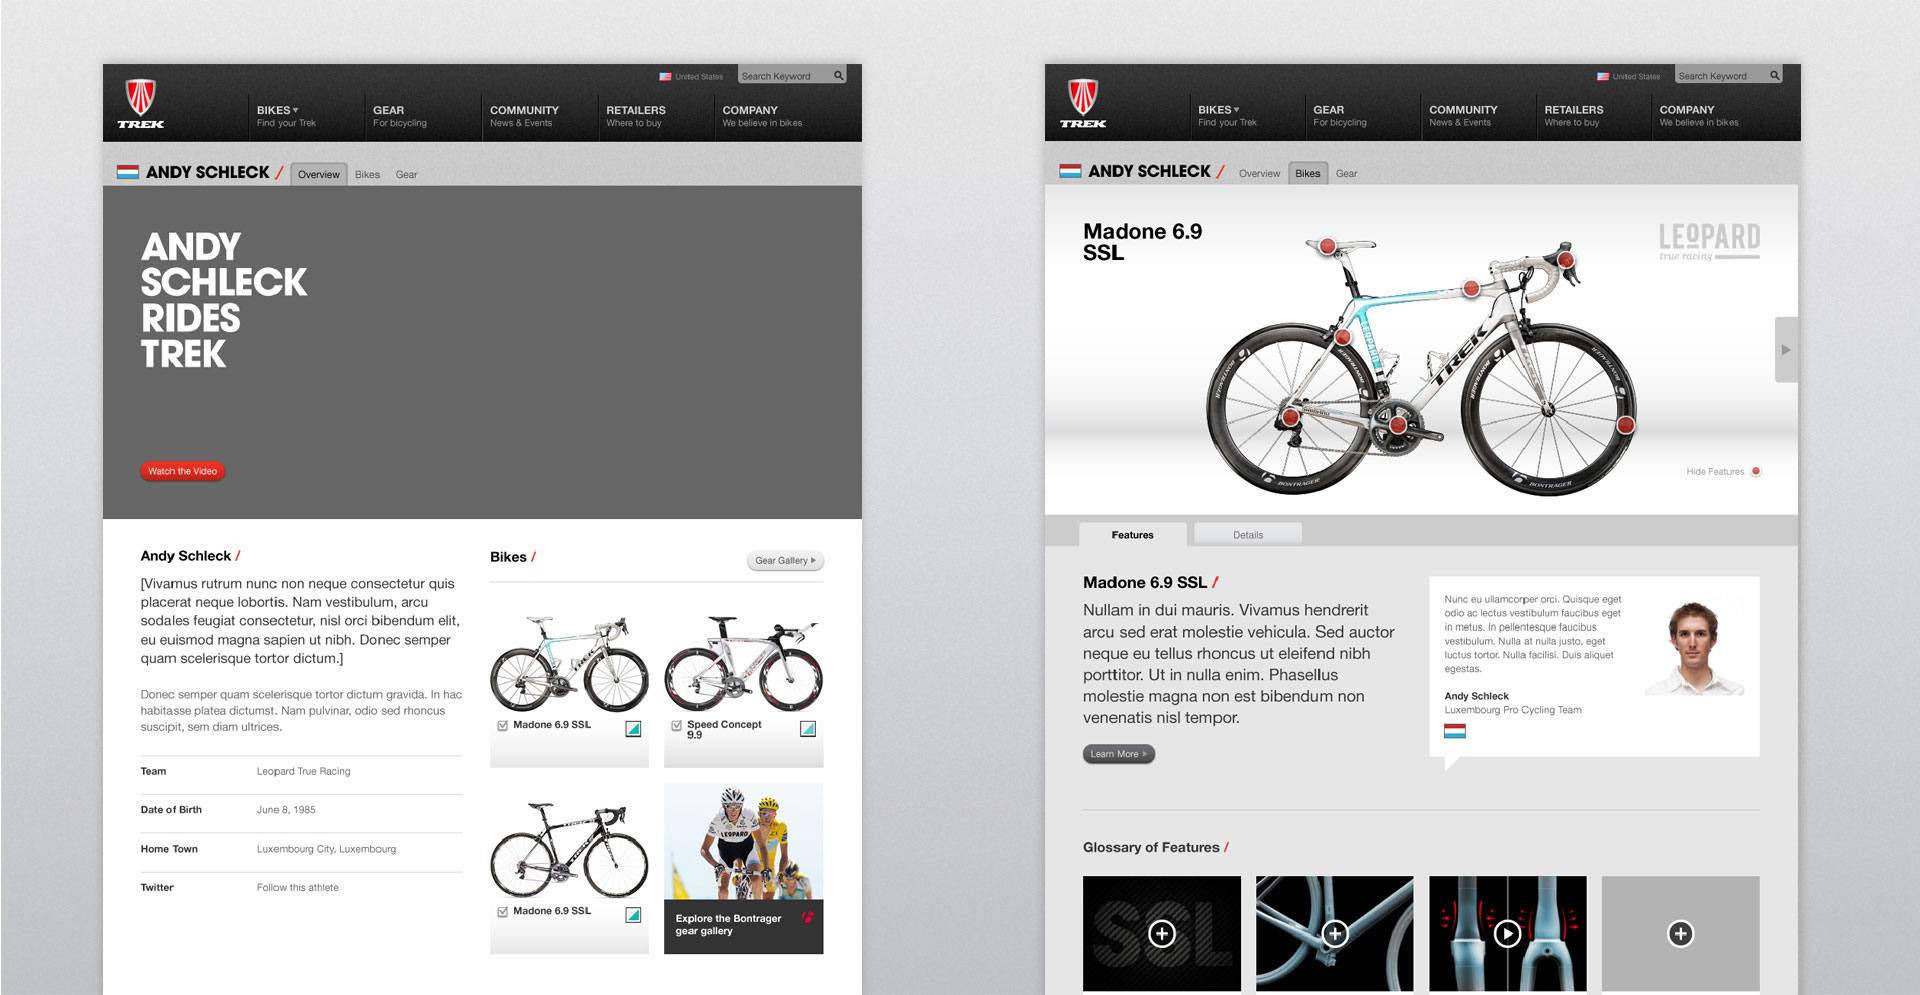 United States
Search Keyword
TREK
BIKES
Find your Trek
GEAR
For bicycling
COMMUNITY
News & Events
RETAILERS
Where to buy
COMPANY
We believe in bikes
ANDY SCHLECK /
Overview
Bikes
Gear
ANDY
SCHLECK
RIDES
TREK
Watch the Video
Andy Schleck /
[Vivamus rutrum nunc non neque consectetur quis
placerat neque lobortis. Nam vestibulum, arcu
sodales feugiat consectetur, nisl orci bibendum elit,
eu euismod magna sapien ut nibh. Donec semper
quam scelerisque tortor dictum.]
Donec semper quam scelerisque tortor dictum gravida. In hac
habitasse platea dictumst. Nam pulvinar, odio sed rhoncus
suscipit, sem diam ultrices.
Team
Leopard True Racing
Date of Birth
June 8, 1985
Home Town
Luxembourg City, Luxembourg
Twitter
Follow this athlete
Bikes /
Gear Gallery
Madone 6.9 SSL
Speed Concept
9.9
Madone 6.9 SSL
LEOPARD
Explore the Bontrager
gear gallery
United States
Search Keyword
TREK
BIKES
Find your Trek
GEAR
For bicycling
COMMUNITY
News & Events
RETAILERS
Where to buy
COMPANY
We believe in bikes
ANDY SCHLECK /
Overview
Bikes
Gear
Madone 6.9
SSL
LEOPARD
true racing
LEOPARD
TREK
BONTRAGER
BONTRAGER
Hide Features
Features
Details
Madone 6.9 SSL /
Nullam in dui mauris. Vivamus hendrerit
arcu sed erat molestie vehicula. Sed auctor
neque eu tellus rhoncus ut eleifend nibh
porttitor. Ut in nulla enim. Phasellus
molestie magna non est bibendum non
venenatis nisl tempor.
Learn More
Nunc eu ullamcorper orci. Quisque eget
odio ac lectus vestibulum faucibus eget
in metus. In pellentesque faucibus
vestibulum. Nulla at nulla justo, eget
luctus tortor. Nulla facilisi. Duis aliquet
egestas.
Andy Schleck
Luxembourg Pro Cycling Team
Glossary of Features /
SSL